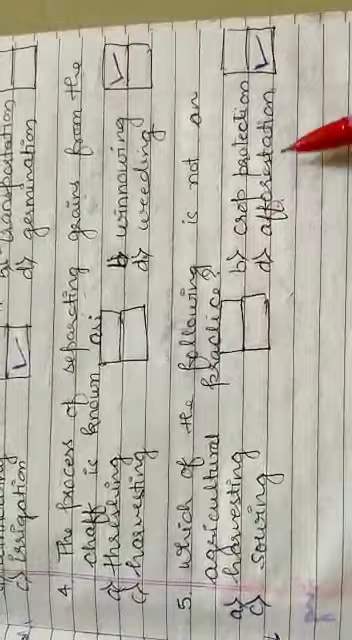 b) transportation
c) irrigation
d) germination
4. The process of separating grains from the
chaff is known as:
a) threshing b) winnowing
c) harvesting d) weeding
5. which of the following is not an
agricultural practice?
a) harvesting b) crop protection
c) sowing d) afforestation